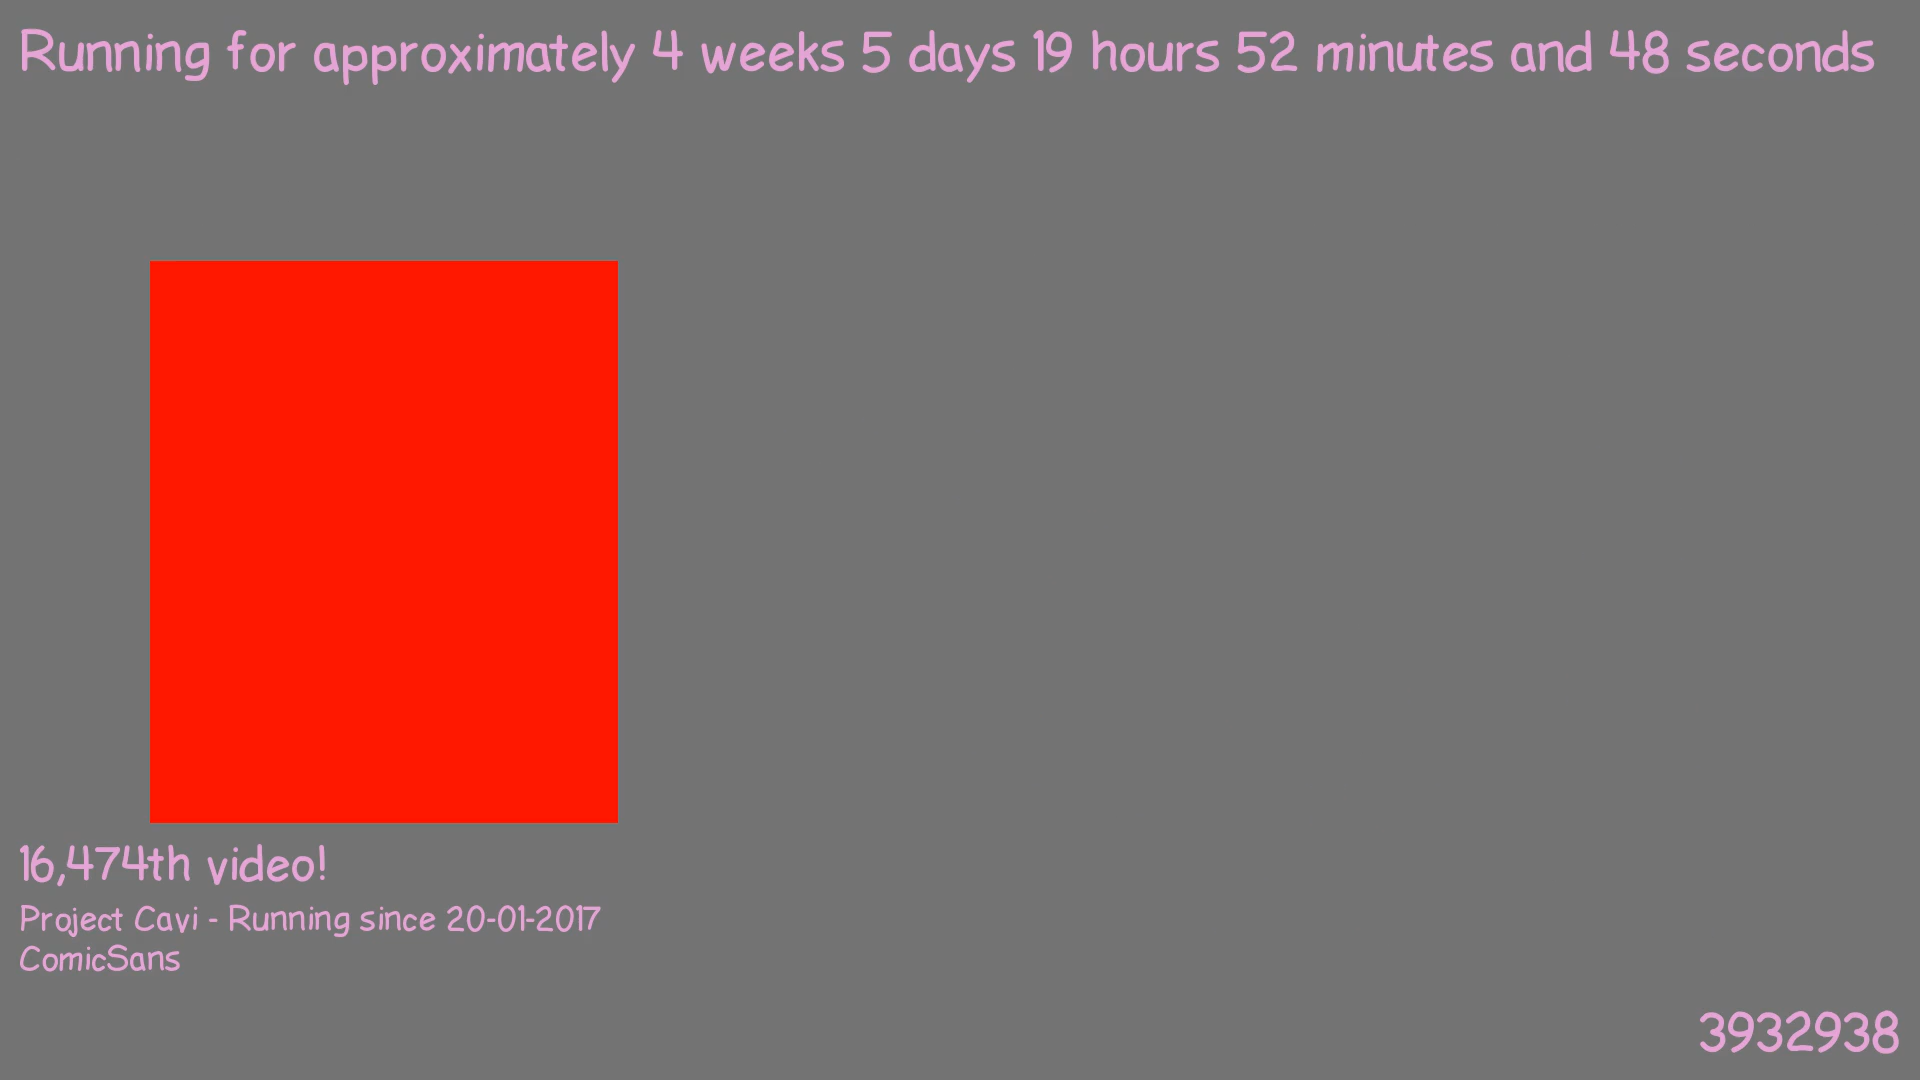 Running for approximately 4 weeks 5 days 19 hours 52 minutes and 48 seconds
16,474th video!
Project Cavi - Running since 20-01-2017
ComicSans
3932938